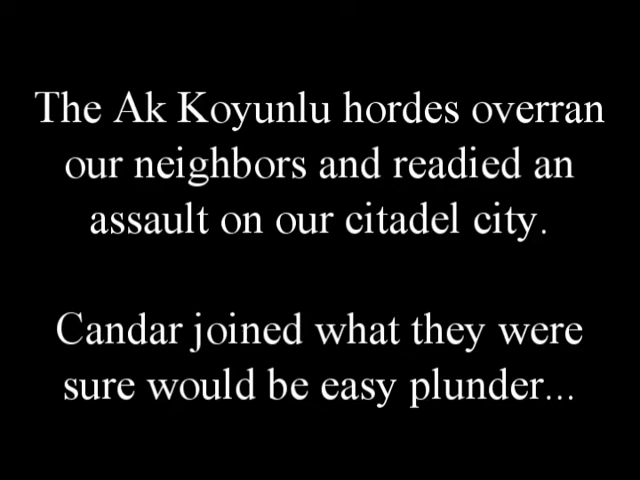 The Ak Koyunlu hordes overran
our neighbors and readied an
assault on our citadel city.
Candar joined what they were
sure would be easy plunder...